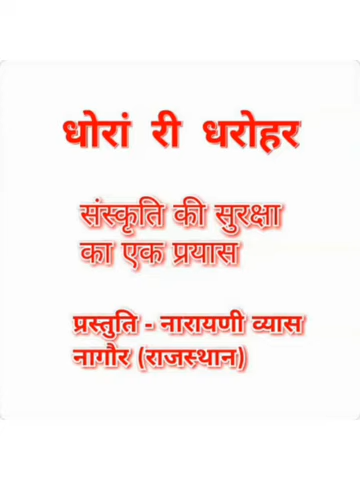 धोरां री धरोहर
संस्कृति की सुरक्षा
का एक प्रयास
प्रस्तुति - नारायणी व्यास
नागौर (राजस्थान)